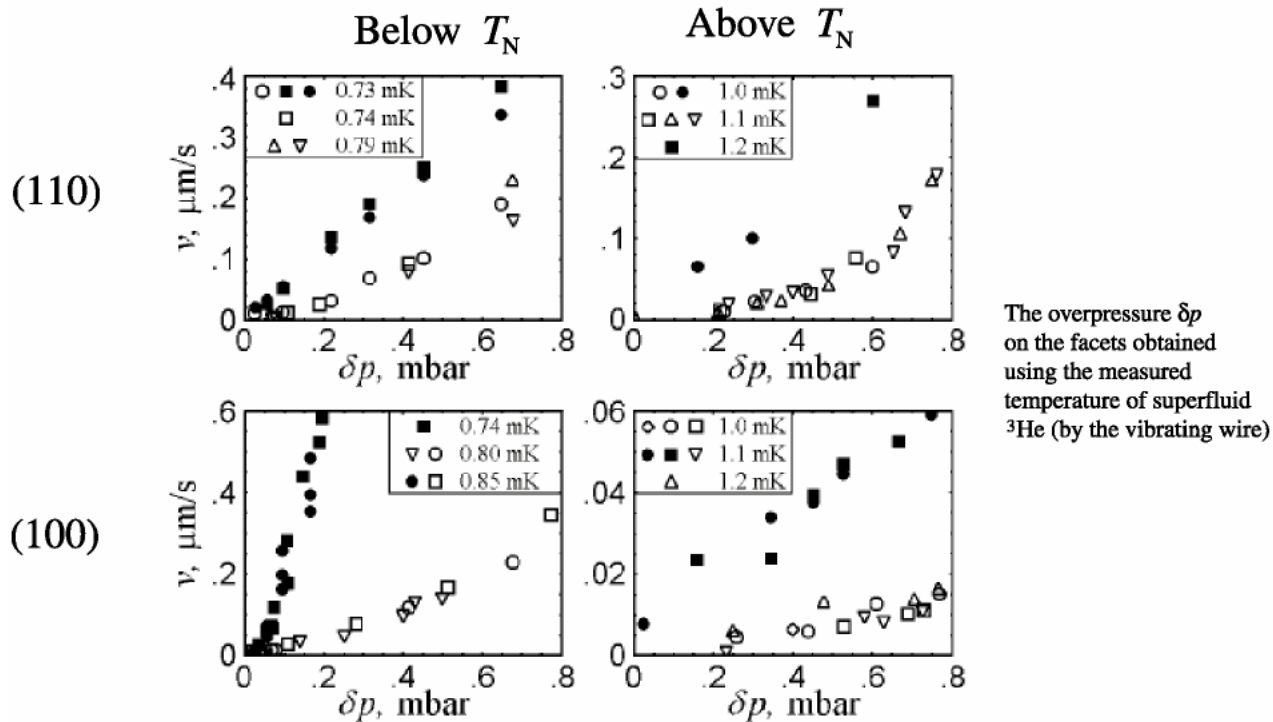 Below T_N
Above T_N
(110)
v, μm/s
.4
.3
.2
.1
0
0.73 mK
0.74 mK
0.79 mK
0
.2
.4
.6
.8
δp, mbar
v, μm/s
.3
.2
.1
0
1.0 mK
1.1 mK
1.2 mK
0
.2
.4
.6
.8
δp, mbar
The overpressure δp
on the facets obtained
using the measured
temperature of superfluid
³He (by the vibrating wire)
(100)
v, μm/s
.6
.4
.2
0
0.74 mK
0.80 mK
0.85 mK
0
.2
.4
.6
.8
δp, mbar
v, μm/s
.06
.04
.02
0
1.0 mK
1.1 mK
1.2 mK
0
.2
.4
.6
.8
δp, mbar